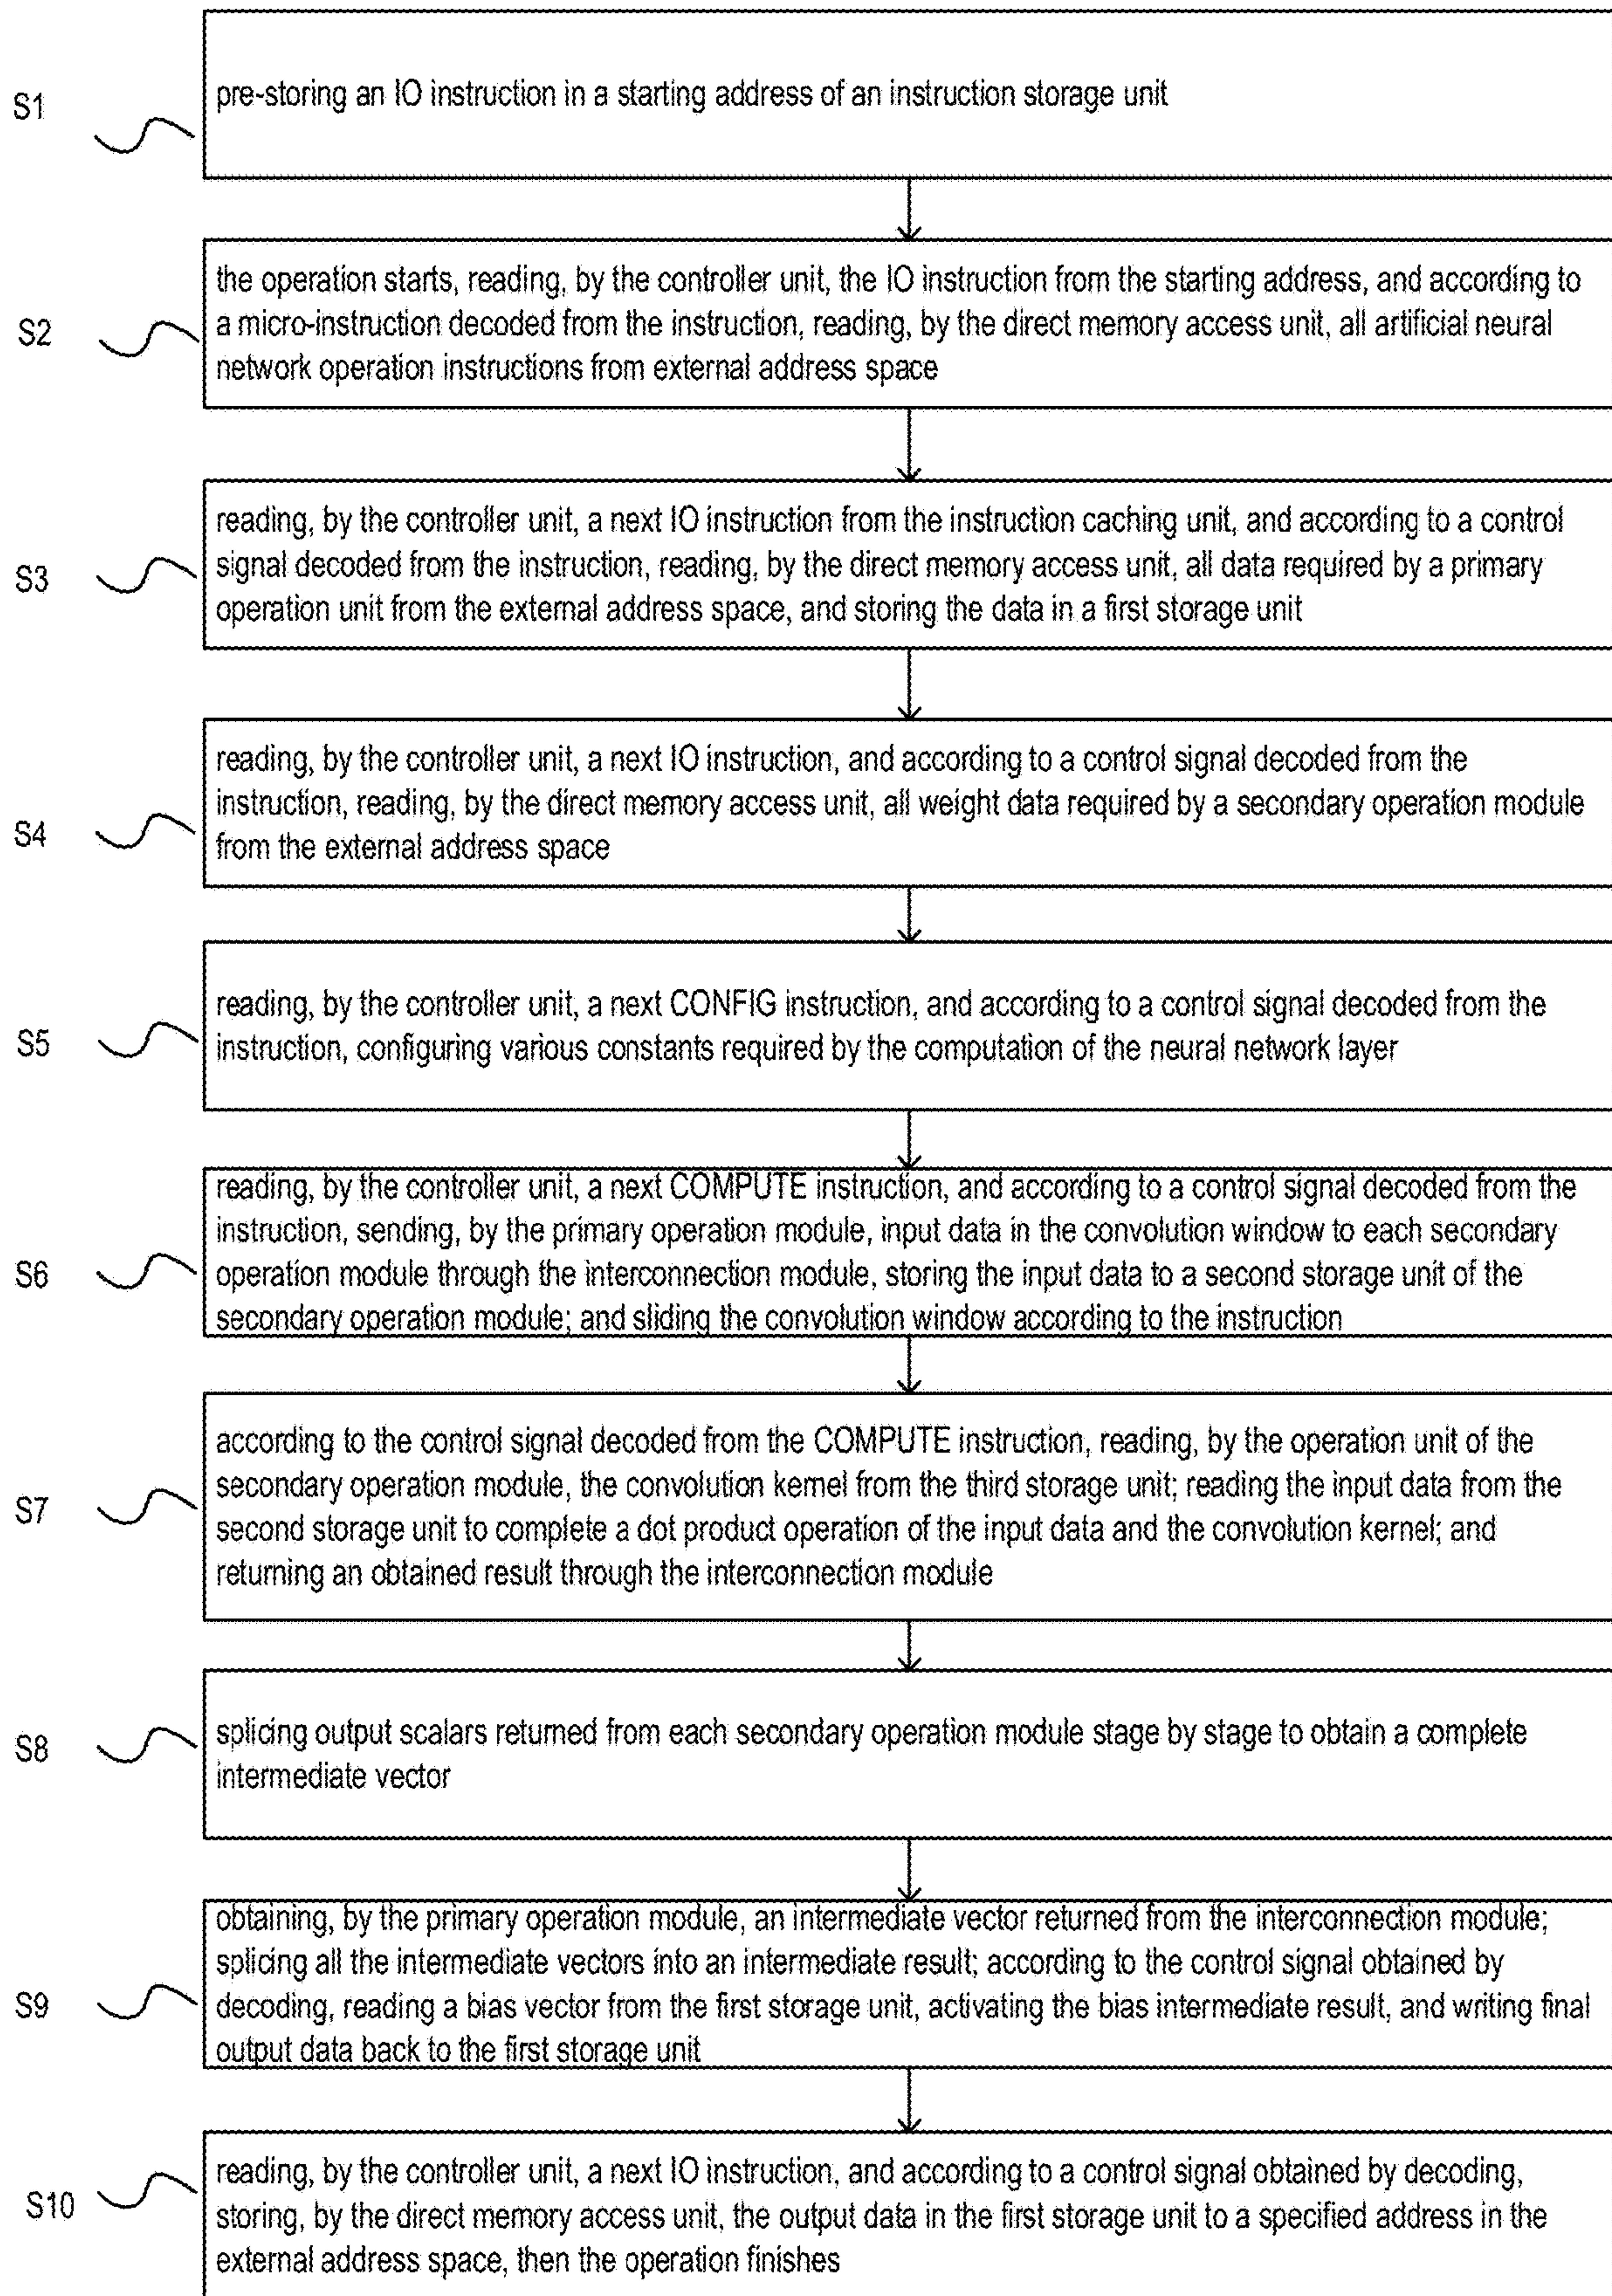 S1
pre-storing an IO instruction in a starting address of an instruction storage unit
S2
the operation starts, reading, by the controller unit, the IO instruction from the starting address, and according to
a micro-instruction decoded from the instruction, reading, by the direct memory access unit, all artificial neural
network operation instructions from external address space
S3
reading, by the controller unit, a next IO instruction from the instruction caching unit, and according to a control
signal decoded from the instruction, reading, by the direct memory access unit, all data required by a primary
operation unit from the external address space, and storing the data in a first storage unit
S4
reading, by the controller unit, a next IO instruction, and according to a control signal decoded from the
instruction, reading, by the direct memory access unit, all weight data required by a secondary operation module
from the external address space
S5
reading, by the controller unit, a next CONFIG instruction, and according to a control signal decoded from the
instruction, configuring various constants required by the computation of the neural network layer
S6
reading, by the controller unit, a next COMPUTE instruction, and according to a control signal decoded from the
instruction, sending, by the primary operation module, input data in the convolution window to each secondary
operation module through the interconnection module, storing the input data to a second storage unit of the
secondary operation module; and sliding the convolution window according to the instruction
S7
according to the control signal decoded from the COMPUTE instruction, reading, by the operation unit of the
secondary operation module, the convolution kernel from the third storage unit; reading the input data from the
second storage unit to complete a dot product operation of the input data and the convolution kernel; and
returning an obtained result through the interconnection module
S8
splicing output scalars returned from each secondary operation module stage by stage to obtain a complete
intermediate vector
S9
obtaining, by the primary operation module, an intermediate vector returned from the interconnection module;
splicing all the intermediate vectors into an intermediate result; according to the control signal obtained by
decoding, reading a bias vector from the first storage unit, activating the bias intermediate result, and writing final
output data back to the first storage unit
S10
reading, by the controller unit, a next IO instruction, and according to a control signal obtained by decoding,
storing, by the direct memory access unit, the output data in the first storage unit to a specified address in the
external address space, then the operation finishes